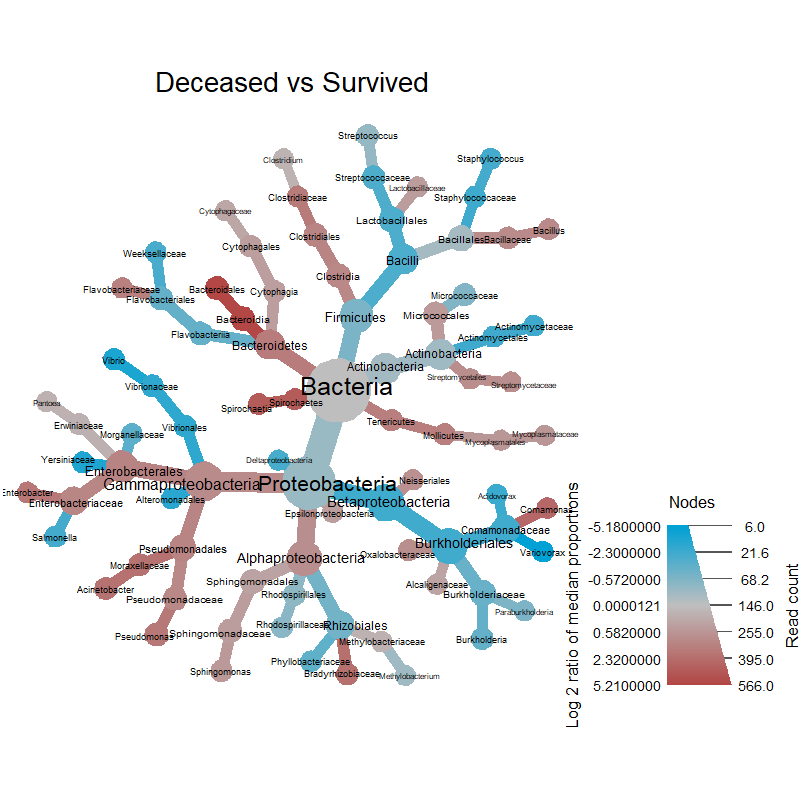 Deceased vs Survived
Streptococcus
Clostridium
Staphylococcus
Streptococcaceae
Lactobacillaceae
Clostridiaceae
Staphylococcaceae
Cytophagaceae
Lactobacillales
Bacillus
Clostridiales
Bacillales
Bacillaceae
Cytophagales
Weeksellaceae
Bacilli
Clostridia
Flavobacteriaceae
Bacteroidales
Cytophagia
Micrococcaceae
Flavobacteriales
Firmicutes
Micrococcales
Bacteroidia
Actinomycetaceae
Flavobacteriia
Actinomycetales
Bacteroidetes
Actinobacteria
Vibrio
Actinobacteria
Streptomycetales
Streptomycetaceae
Vibrionaceae
Bacteria
Pantoea
Spirochaetes
Spirochaetia
Tenericutes
Erwiniaceae
Vibrionales
Morganellaceae
Mollicutes
Mycoplasmataceae
Mycoplasmatales
Yersiniaceae
Deltaproteobacteria
Enterobacterales
Gammaproteobacteria
Proteobacteria
Neisseriales
Enterobacter
Alteromonadales
Acidovorax
Enterobacteriaceae
Betaproteobacteria
Epsilonproteobacteria
Comamonas
Salmonella
Comamonadaceae
Pseudomonadales
Burkholderiales
Oxalobacteraceae
Variovorax
Alphaproteobacteria
Moraxellaceae
Sphingomonadales
Alcaligenaceae
Acinetobacter
Rhodospirillales
Burkholderiaceae
Pseudomonadaceae
Paraburkholderia
Rhodospirillaceae
Rhizobiales
Pseudomonas
Sphingomonadaceae
Methylobacteriaceae
Burkholderia
Phyllobacteriaceae
Sphingomonas
Bradyrhizobiaceae
Methylobacterium
Nodes
Log 2 ratio of median proportions
-5.1800000 6.0
-2.3000000 21.6
-0.5720000 68.2
0.0000121 146.0
0.5820000 255.0
2.3200000 395.0
5.2100000 566.0
Read count